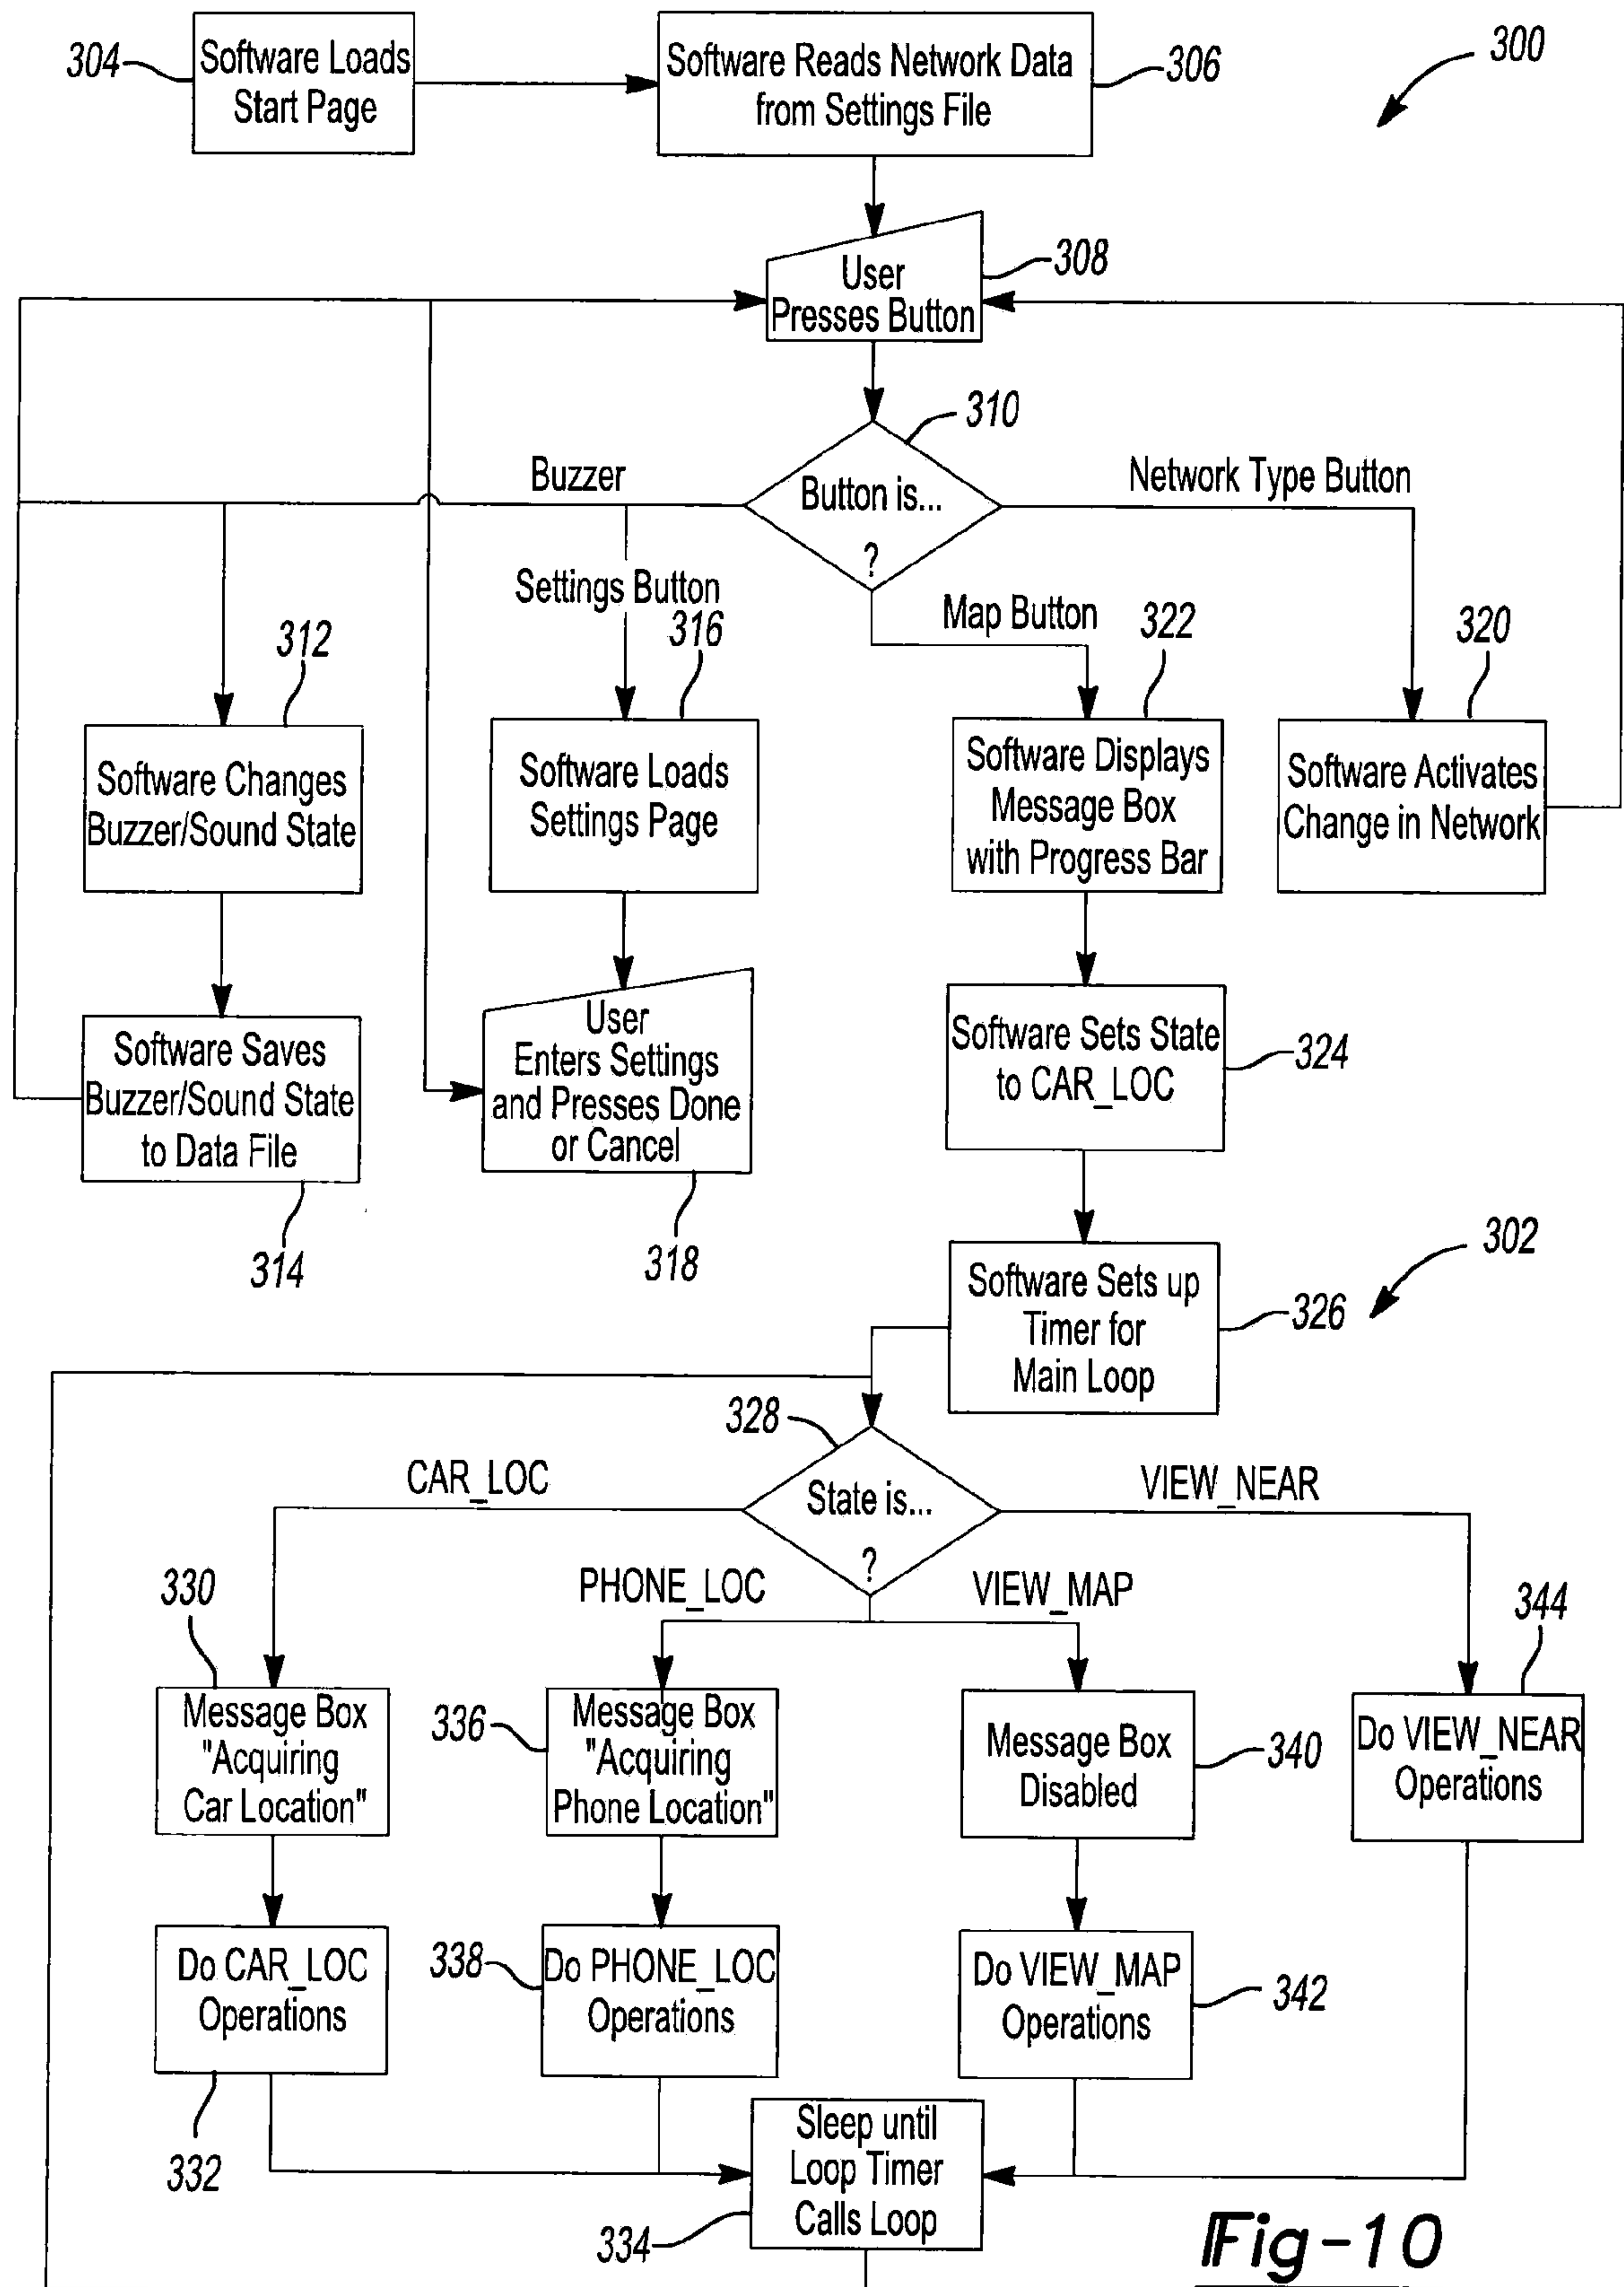 304
Software Loads
Start Page
Software Reads Network Data
from Settings File
306
300
User
Presses Button
308
310
Button is...
?
Buzzer
Network Type Button
Settings Button
Map Button
312
316
322
320
Software Changes
Buzzer/Sound State
Software Loads
Settings Page
Software Displays
Message Box
with Progress Bar
Software Activates
Change in Network
Software Saves
Buzzer/Sound State
to Data File
User
Enters Settings
and Presses Done
or Cancel
Software Sets State
to CAR_LOC
324
314
318
302
Software Sets up
Timer for
Main Loop
326
328
State is...
?
CAR_LOC
VIEW_NEAR
PHONE_LOC
VIEW_MAP
330
344
Message Box
"Acquiring
Car Location"
336
Message Box
"Acquiring
Phone Location"
Message Box
Disabled
340
Do VIEW_NEAR
Operations
Do CAR_LOC
Operations
338
Do PHONE_LOC
Operations
Do VIEW_MAP
Operations
342
332
Sleep until
Loop Timer
Calls Loop
334
Fig-10